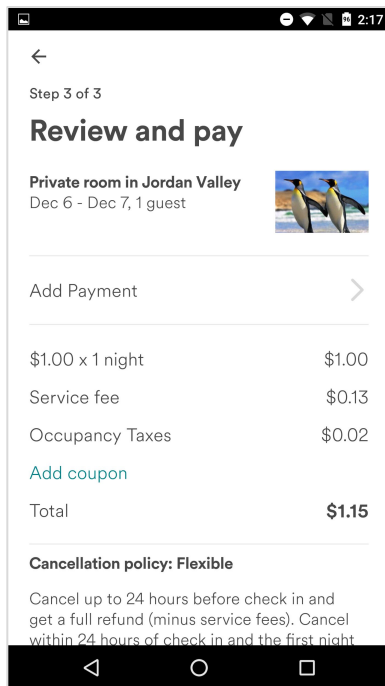 96 2:17
Step 3 of 3
Review and pay
Private room in Jordan Valley
Dec 6 - Dec 7, 1 guest
Add Payment
$1.00 x 1 night $1.00
Service fee $0.13
Occupancy Taxes $0.02
Add coupon
Total $1.15
Cancellation policy: Flexible
Cancel up to 24 hours before check in and
get a full refund (minus service fees). Cancel
within 24 hours of check in and the first night